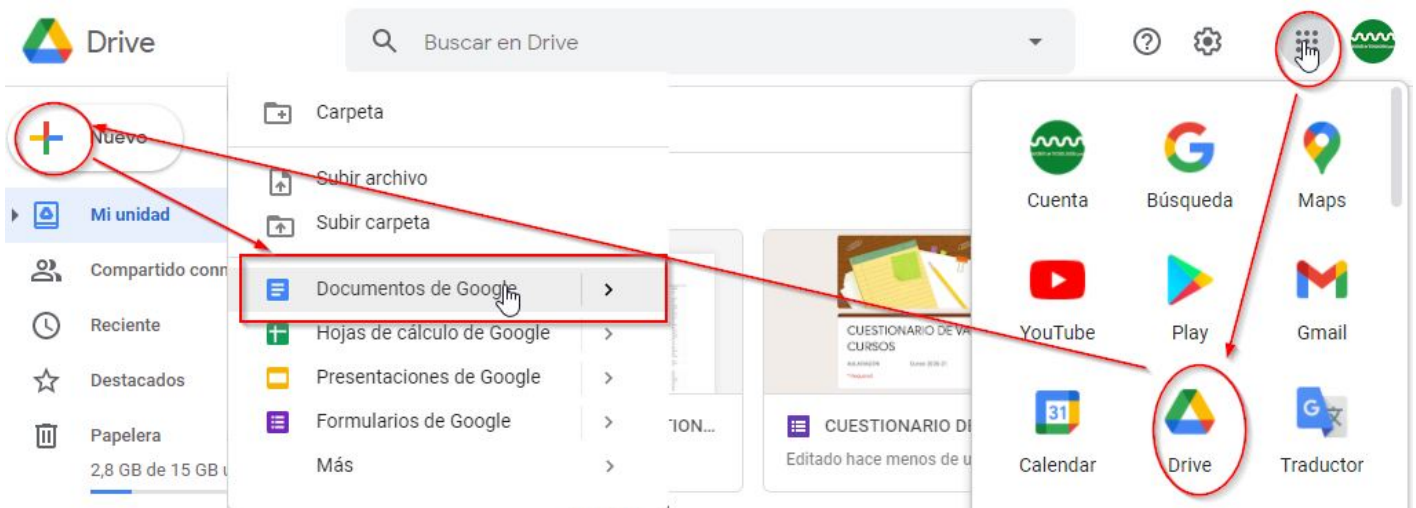 Drive
Buscar en Drive
Nuevo
Mi unidad
Compartido conm
Reciente
Destacados
Papelera
2,8 GB de 15 GB u
Carpeta
Subir archivo
Subir carpeta
Documentos de Google
Hojas de cálculo de Google
Presentaciones de Google
Formularios de Google
Más
TION...
CUESTIONARIO DE VA
CURSOS
CUESTIONARIO DE
Editado hace menos de u
Cuenta
Búsqueda
Maps
YouTube
Play
Gmail
31
Calendar
Drive
G
Traductor